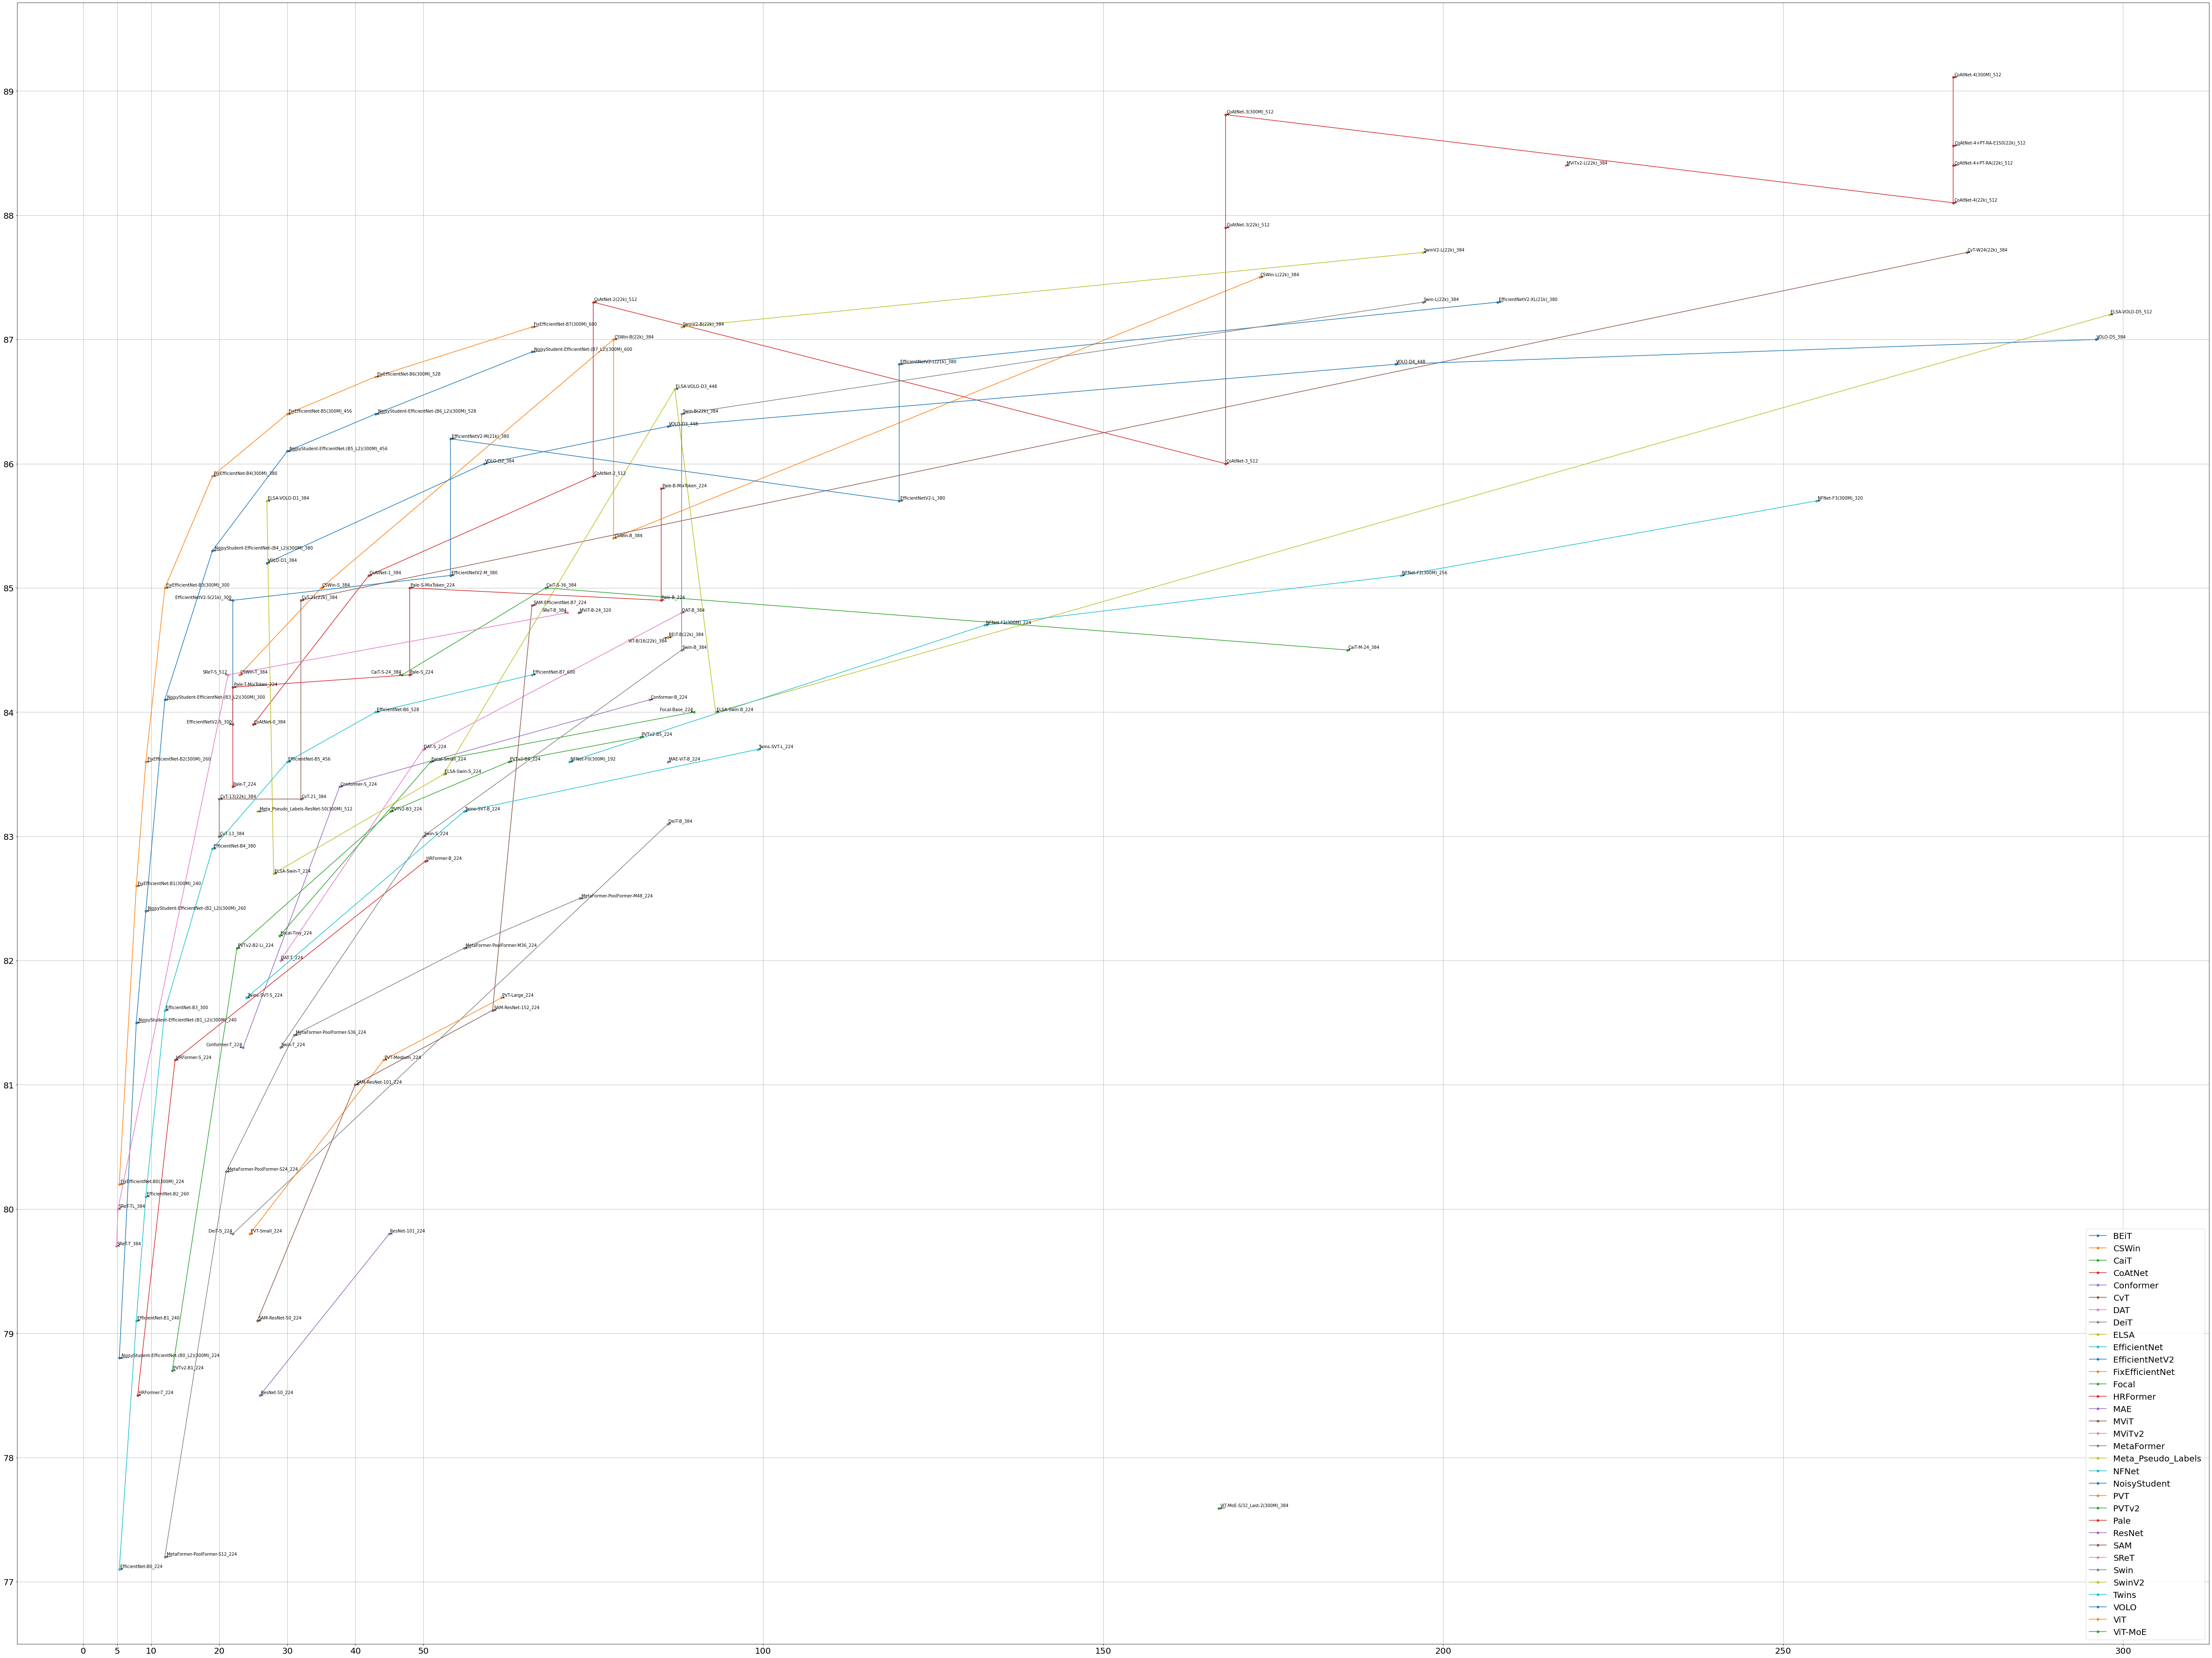 89
88
87
86
85
84
83
82
81
80
79
78
77
CoAtNet-4(300M)_512
CoAtNet-3(300M)_512
CoAtNet-4+PT-RA-E150(22k)_512
MViTv2-L(22k)_384
CoAtNet-4+PT-RA(22k)_512
CoAtNet-4(22k)_512
CoAtNet-3(22k)_512
SwinV2-L(22k)_384
CvT-W24(22k)_384
CSWin-L(22k)_384
CoAtNet-2(22k)_512
Swin-L(22k)_384
EfficientNetV2-XL(21k)_380
ELSA-VOLO-D5_512
FixEfficientNet-B7(300M)_600
SwinV2-B(22k)_384
CSWin-B(22k)_384
VOLO-D5_384
NoisyStudent-EfficientNet-(B7_L2)(300M)_600
EfficientNetV2-L(21k)_380
VOLO-D4_448
FixEfficientNet-B6(300M)_528
ELSA-VOLO-D3_448
FixEfficientNet-B5(300M)_456
NoisyStudent-EfficientNet-(B6_L2)(300M)_528
Swin-B(22k)_384
VOLO-D3_448
EfficientNetV2-M(21k)_380
NoisyStudent-EfficientNet-(B5_L2)(300M)_456
VOLO-D2_384
CoAtNet-3_512
FixEfficientNet-B4(300M)_380
CoAtNet-2_512
Pale-B-MixToken_224
ELSA-VOLO-D1_384
EfficientNetV2-L_380
NFNet-F3(300M)_320
CSWin-B_384
NoisyStudent-EfficientNet-(B4_L2)(300M)_380
VOLO-D1_384
CoAtNet-1_384
EfficientNetV2-M_380
NFNet-F2(300M)_256
FixEfficientNet-B3(300M)_300
CSWin-S_384
Pale-S-MixToken_224
CaiT-S-36_384
EfficientNetV2-S(21k)_300
CvT-21(22k)_384
Pale-B_224
SAM-EfficientNet-B7_224
SReT-B_384
MViT-B-24_320
DAT-B_384
NFNet-F1(300M)_224
BEiT-B(22k)_384
ViT-B/16(22k)_384
Swin-B_384
CaiT-M-24_384
SReT-S_512
CSWin-T_384
CaiT-S-24_384
Pale-S_224
EfficientNet-B7_600
Pale-T-MixToken_224
NoisyStudent-EfficientNet-(B3_L2)(300M)_300
Conformer-B_224
EfficientNet-B6_528
Focal-Base_224
ELSA-Swin-B_224
EfficientNetV2-S_300
CoAtNet-0_384
PVTv2-B5_224
DAT-S_224
Twins-SVT-L_224
FixEfficientNet-B2(300M)_260
EfficientNet-B5_456
Focal-Small_224
PVTv2-B4_224
NFNet-F0(300M)_192
MAE-ViT-B_224
ELSA-Swin-S_224
Pale-T_224
Conformer-S_224
CvT-13(22k)_384
CvT-21_384
Meta_Pseudo_Labels-ResNet-50(300M)_512
PVTv2-B3_224
Twins-SVT-B_224
DeiT-B_384
CvT-13_384
Swin-S_224
EfficientNet-B4_380
HRFormer-B_224
ELSA-Swin-T_224
FixEfficientNet-B1(300M)_240
MetaFormer-PoolFormer-M48_224
NoisyStudent-EfficientNet-(B2_L2)(300M)_260
Focal-Tiny_224
PVTv2-B2-Li_224
MetaFormer-PoolFormer-M36_224
DAT-T_224
Twins-SVT-S_224
PVT-Large_224
EfficientNet-B3_300
SAM-ResNet-152_224
NoisyStudent-EfficientNet-(B1_L2)(300M)_240
MetaFormer-PoolFormer-S36_224
Conformer-T_224
Swin-T_224
HRFormer-S_224
PVT-Medium_224
SAM-ResNet-101_224
MetaFormer-PoolFormer-S24_224
FixEfficientNet-B0(300M)_224
EfficientNet-B2_260
SReT-TL_384
DeiT-S_224
PVT-Small_224
ResNet-101_224
SReT-T_384
EfficientNet-B1_240
SAM-ResNet-50_224
NoisyStudent-EfficientNet-(B0_L2)(300M)_224
PVTv2-B1_224
HRFormer-T_224
ResNet-50_224
ViT-MoE-S/32_Last-2(300M)_384
MetaFormer-PoolFormer-S12_224
EfficientNet-B0_224
BEiT
CSWin
CaiT
CoAtNet
Conformer
CvT
DAT
DeiT
ELSA
EfficientNet
EfficientNetV2
FixEfficientNet
Focal
HRFormer
MAE
MViT
MViTv2
MetaFormer
Meta_Pseudo_Labels
NFNet
NoisyStudent
PVT
PVTv2
Pale
ResNet
SAM
SReT
Swin
SwinV2
Twins
VOLO
ViT
ViT-MoE
0 5 10 20 30 40 50 100 150 200 250 300